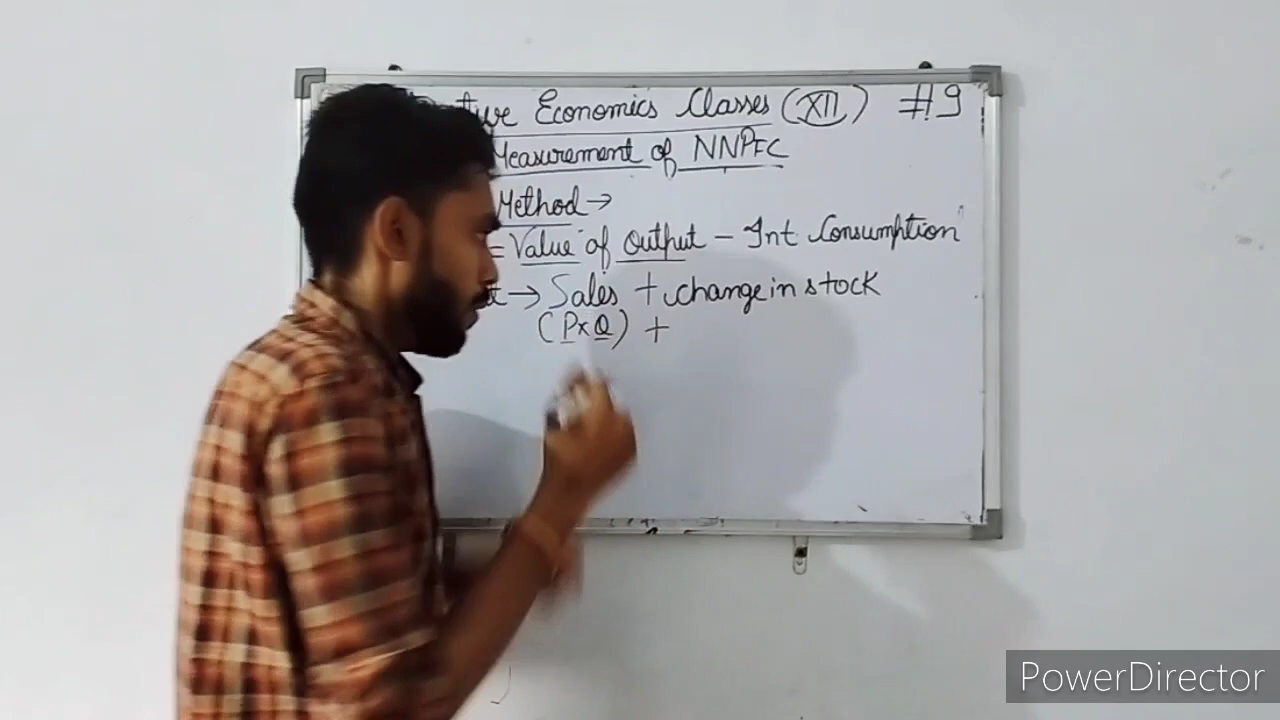 Economics Classes (XII) #9
Measurement of NNPFC
Method →
= Value of Output - Int Consumption
→ Sales + change in stock
(P×Q) +
PowerDirector